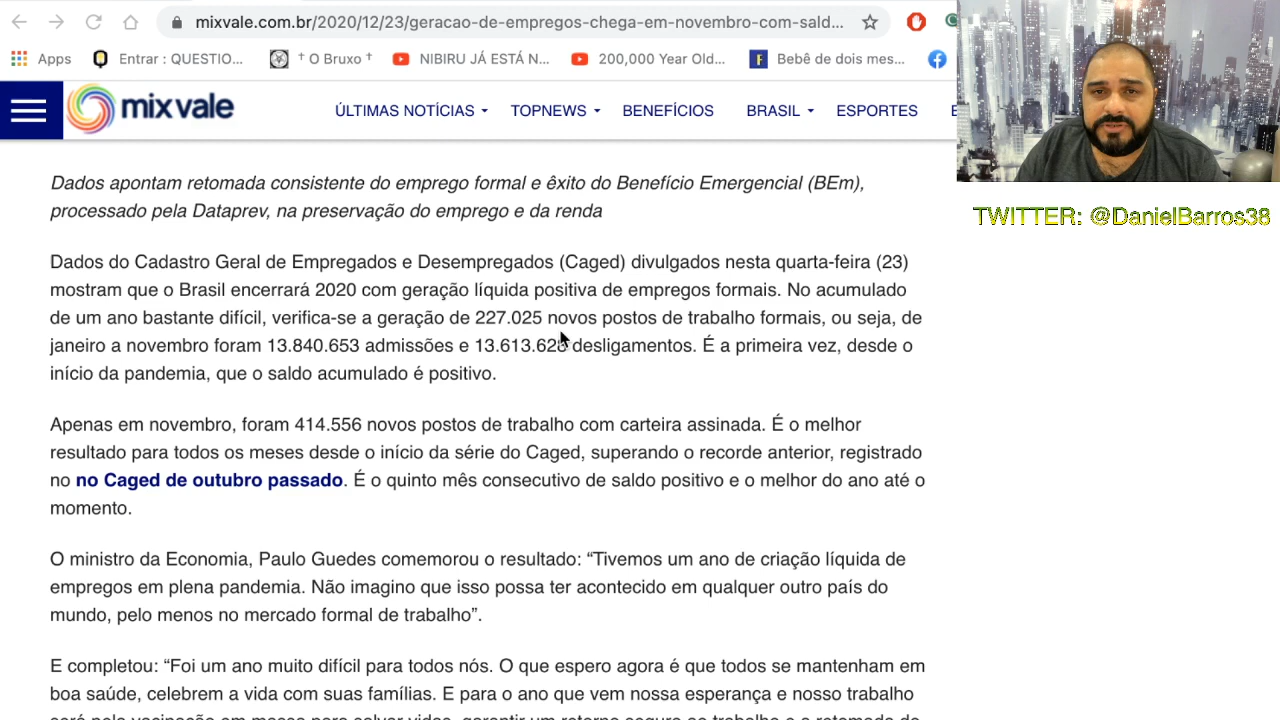 mixvale.com.br/2020/12/23/geracao-de-empregos-chega-em-novembro-com-sald...
Apps Entrar : QUESTIO... † O Bruxo † NIBIRU JÁ ESTÁ N... 200,000 Year Old... Bebê de dois mes...
mix vale ÚLTIMAS NOTÍCIAS TOPNEWS BENEFÍCIOS BRASIL ESPORTES
Dados apontam retomada consistente do emprego formal e êxito do Benefício Emergencial (BEm),
processado pela Dataprev, na preservação do emprego e da renda
TWITTER: @DanielBarros38
Dados do Cadastro Geral de Empregados e Desempregados (Caged) divulgados nesta quarta-feira (23)
mostram que o Brasil encerrará 2020 com geração líquida positiva de empregos formais. No acumulado
de um ano bastante difícil, verifica-se a geração de 227.025 novos postos de trabalho formais, ou seja, de
janeiro a novembro foram 13.840.653 admissões e 13.613.628 desligamentos. É a primeira vez, desde o
início da pandemia, que o saldo acumulado é positivo.
Apenas em novembro, foram 414.556 novos postos de trabalho com carteira assinada. É o melhor
resultado para todos os meses desde o início da série do Caged, superando o recorde anterior, registrado
no no Caged de outubro passado. É o quinto mês consecutivo de saldo positivo e o melhor do ano até o
momento.
O ministro da Economia, Paulo Guedes comemorou o resultado: “Tivemos um ano de criação líquida de
empregos em plena pandemia. Não imagino que isso possa ter acontecido em qualquer outro país do
mundo, pelo menos no mercado formal de trabalho”.
E completou: “Foi um ano muito difícil para todos nós. O que espero agora é que todos se mantenham em
boa saúde, celebrem a vida com suas famílias. E para o ano que vem nossa esperança e nosso trabalho